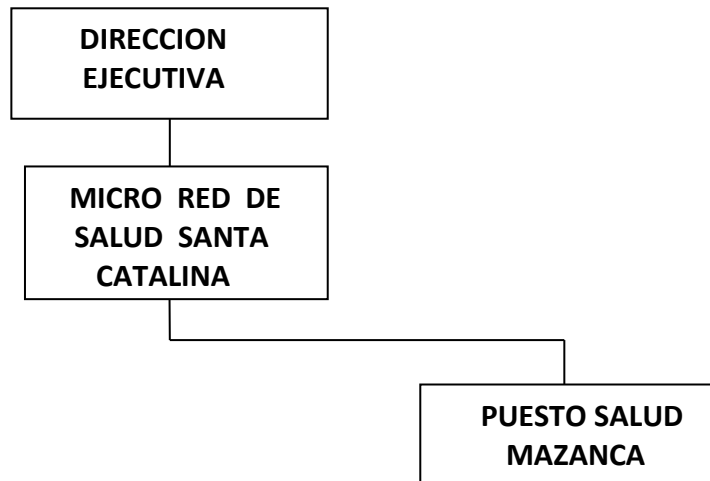 DIRECCION
EJECUTIVA
MICRO RED DE
SALUD SANTA
CATALINA
PUESTO SALUD
MAZANCA